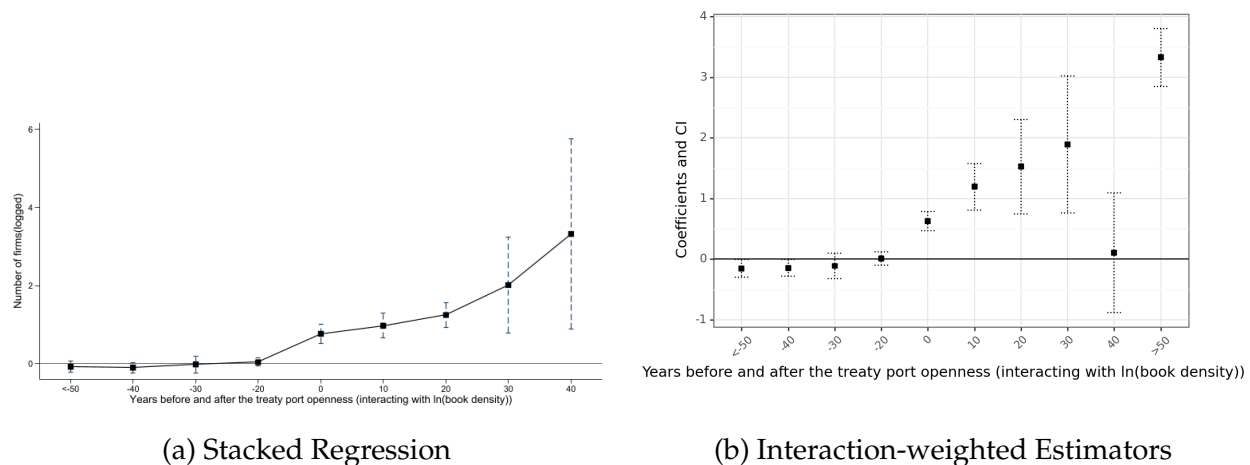 6
4
2
0
Number of firms(logged)
<-50 -40 -30 -20 0 10 20 30 40
Years before and after the treaty port openness (interacting with ln(book density))
(a) Stacked Regression
4
3
2
1
0
-1
Coefficients and CI
<-50 -40 -30 -20 0 10 20 30 40 >50
Years before and after the treaty port openness (interacting with ln(book density))
(b) Interaction-weighted Estimators